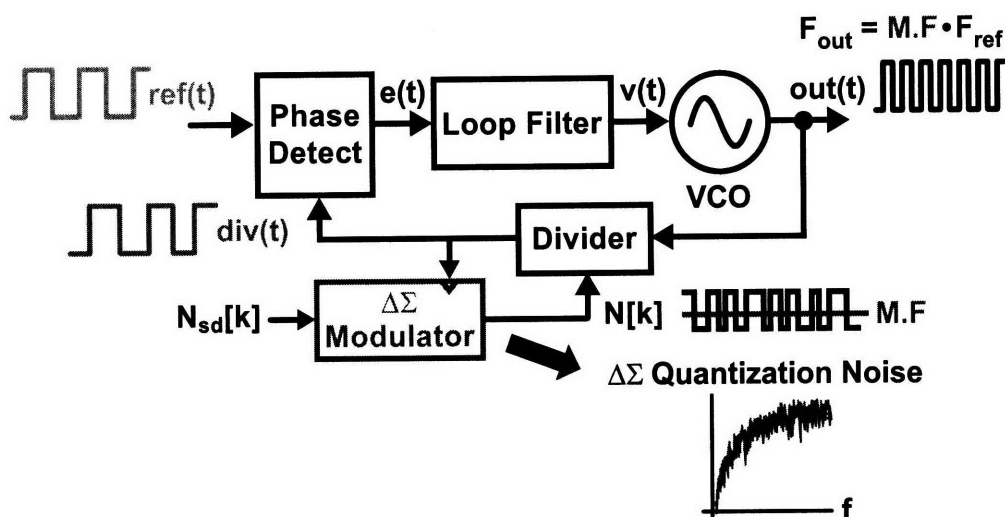 F_out = M.F•F_ref
ref(t)
Phase
Detect
e(t)
Loop Filter
v(t)
out(t)
VCO
div(t)
Divider
N_sd[k]
ΔΣ
Modulator
N[k]
M.F
ΔΣ Quantization Noise
f